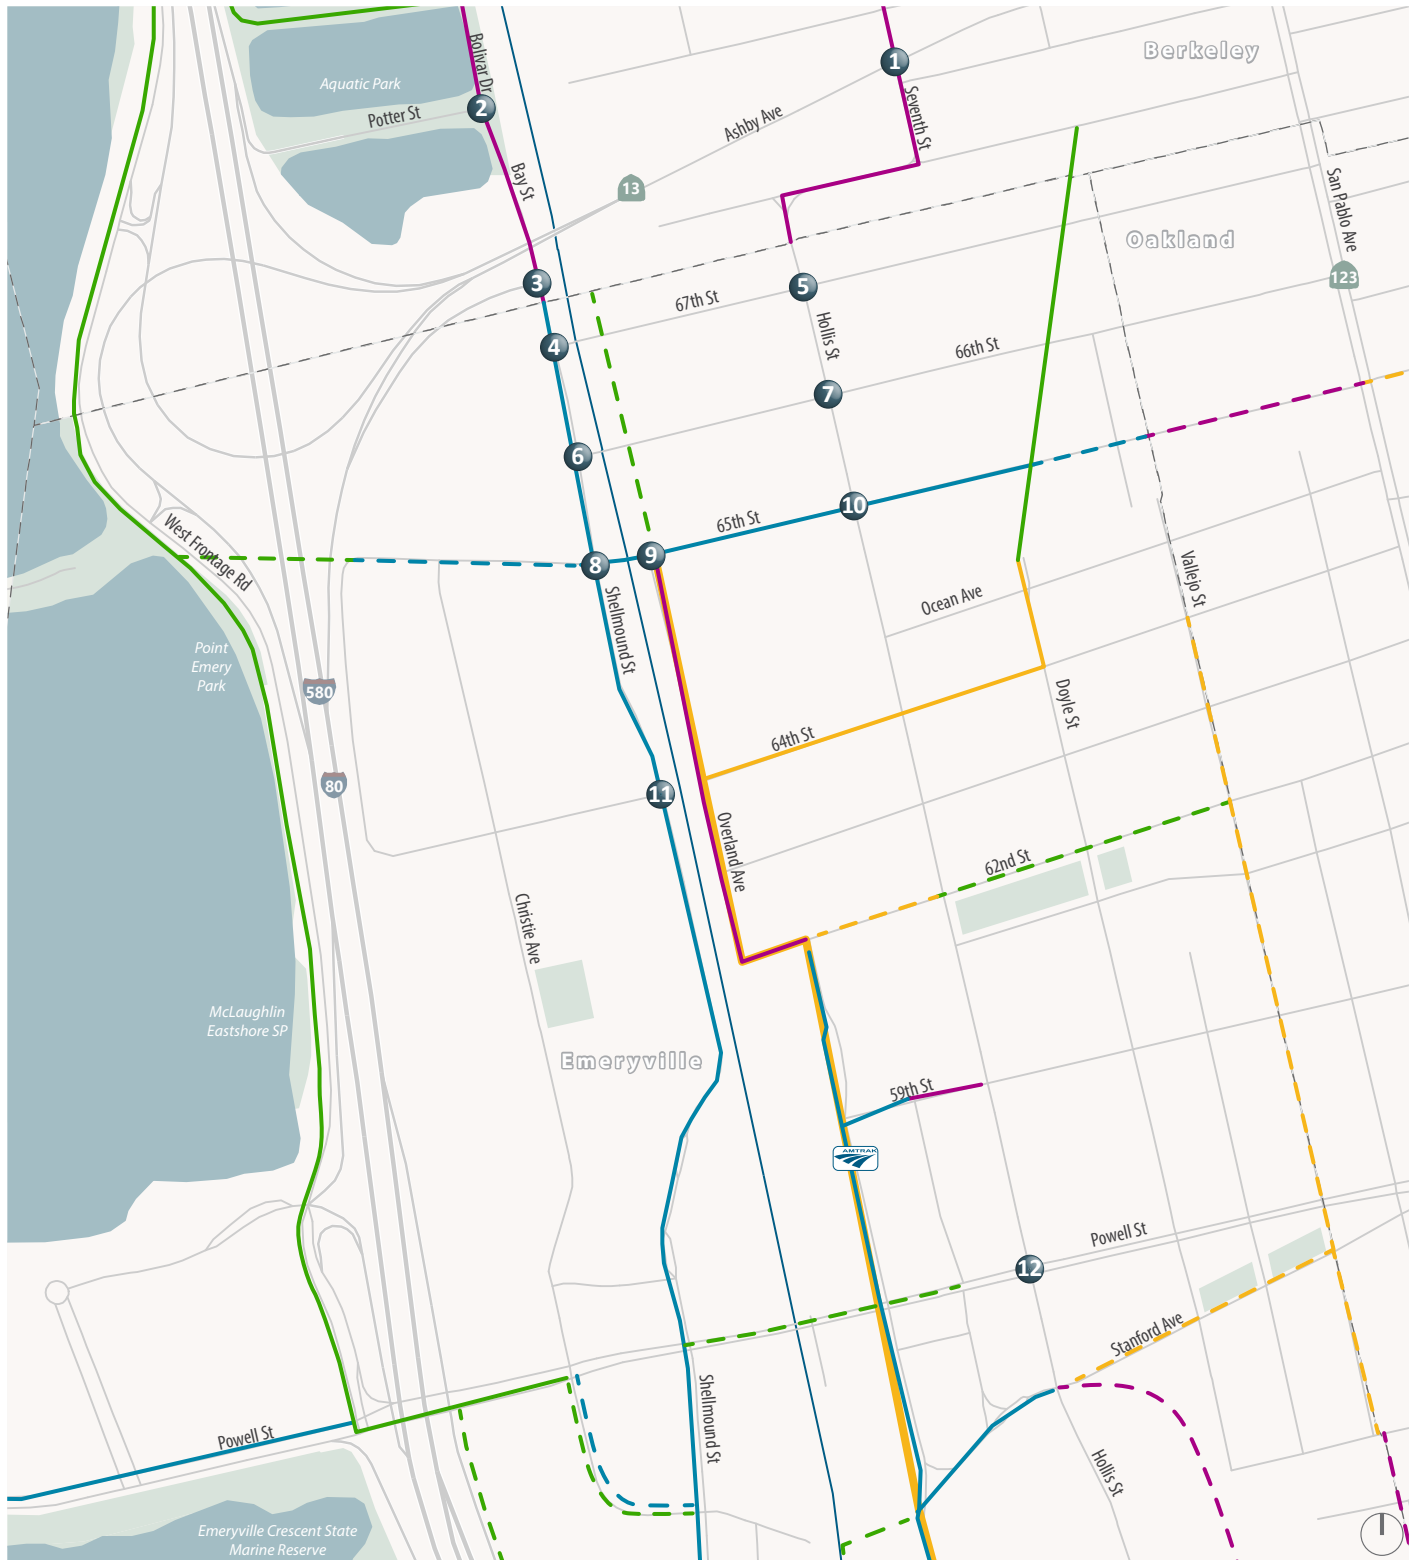 Berkeley
1
Bolivar Dr
Aquatic Park
2
Potter St
Seventh St
Ashby Ave
Bay St
13
San Pablo Ave
Oakland
123
3
5
67th St
Hollis St
4
66th St
7
6
10
65th St
West Frontage Rd
9
8
Vallejo St
Shellmound St
Ocean Ave
Point
Emery
Park
580
Doyle St
64th St
80
11
Overland Ave
62nd St
Christie Ave
McLaughlin
Eastshore SP
Emeryville
59th St
AMTRAK
Powell St
12
Stanford Ave
Shellmound St
Powell St
Hollis St
Emeryville Crescent State
Marine Reserve